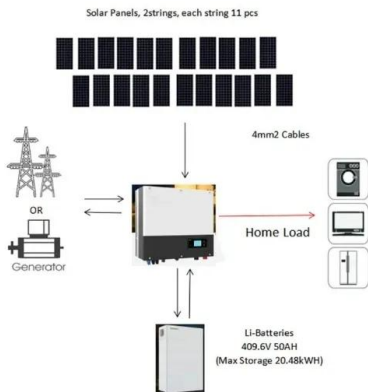 Solar Panels, 2strings, each string 11 pcs
4mm2 Cables
OR
Generator
Home Load
Li-Batteries
409.6V 50AH
(Max Storage 20.48kWH)